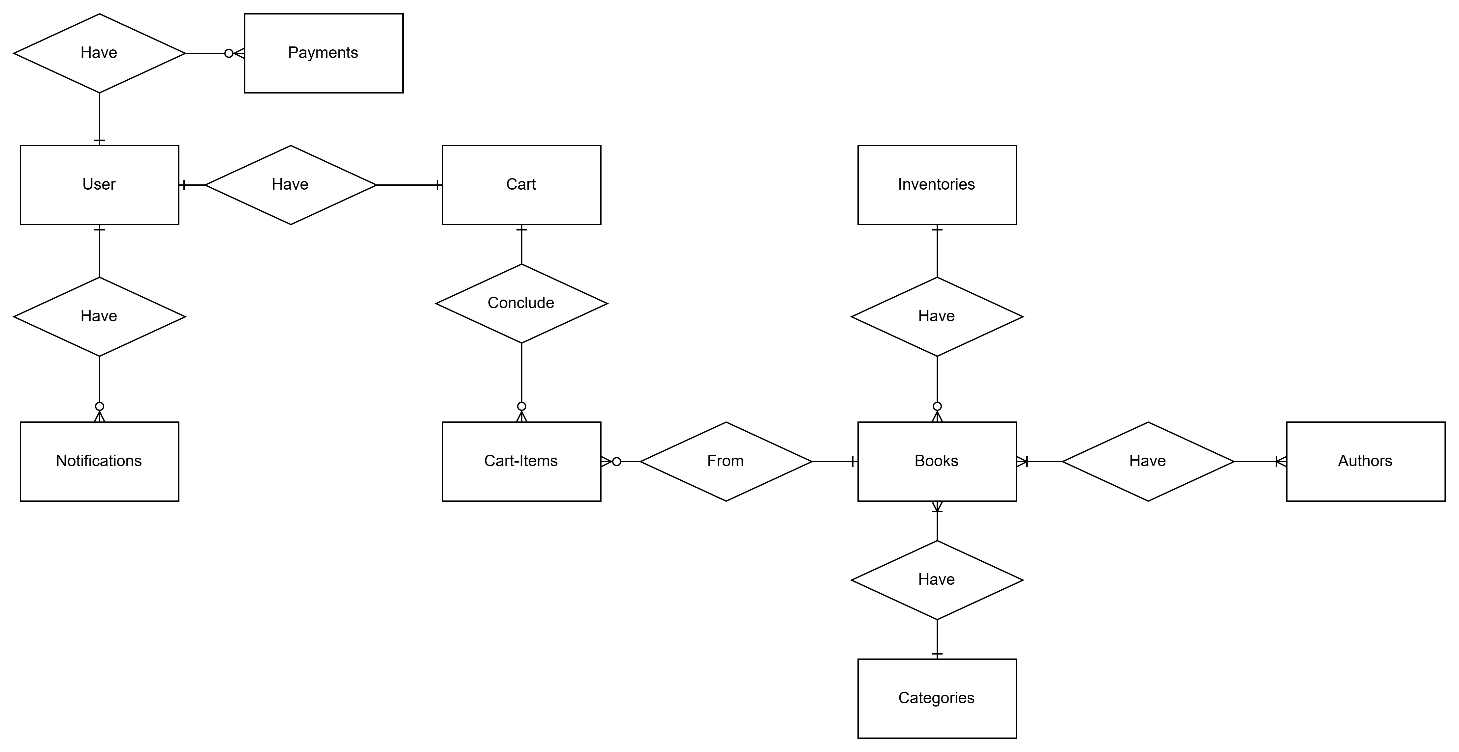 Have
Payments
User
Have
Cart
Inventories
Have
Conclude
Have
Notifications
Cart-Items
From
Books
Have
Authors
Have
Categories